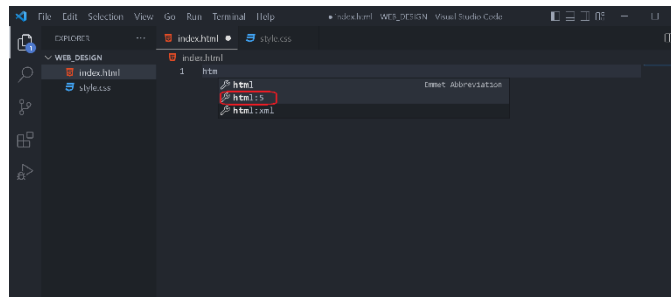 File Edit Selection View Go Run Terminal Help
index.html WEB_DESIGN Visual Studio Code
EXPLORER ...
index.html
style.css
WEB_DESIGN
index.html
index.html
style.css
1 htm
html Emmet Abbreviation
html:5
html:xml